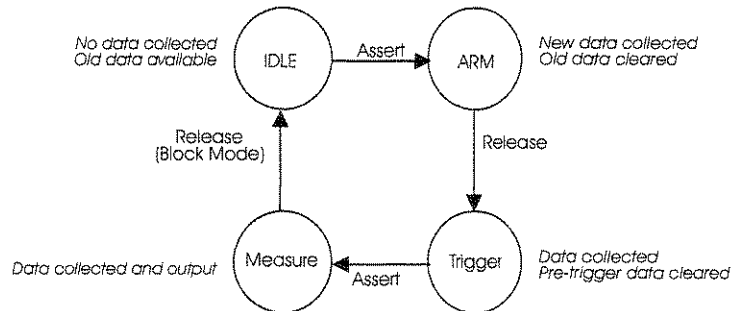 No data collected
Old data available
IDLE
Assert
ARM
New data collected
Old data cleared
Release
(Block Mode)
Release
Data collected and output
Measure
Assert
Trigger
Data collected
Pre-trigger data cleared